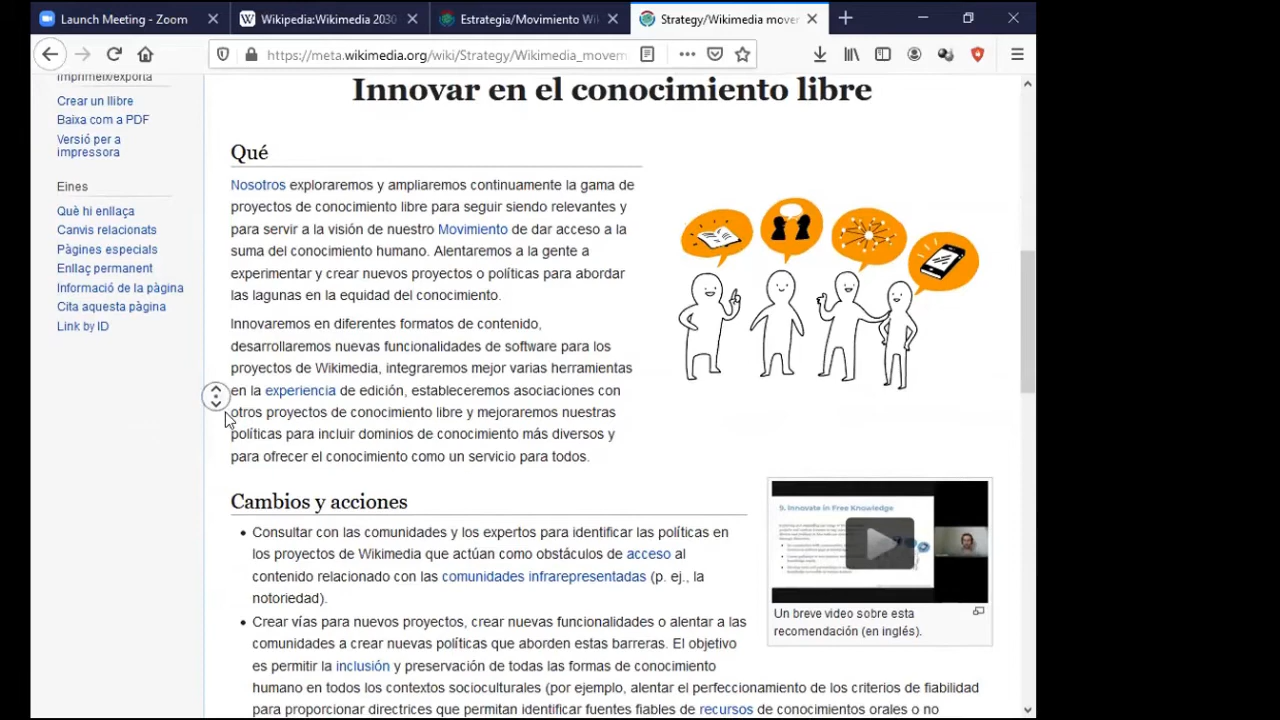 Launch Meeting - Zoom
Wikipedia:Wikimedia 2030
Estrategia/Movimiento Wi
Strategy/Wikimedia mover
https://meta.wikimedia.org/wiki/Strategy/Wikimedia_movem
Imprimeix/exporta
Crear un llibre
Baixa com a PDF
Versió per a
impressora
Eines
Què hi enllaça
Canvis relacionats
Pàgines especials
Enllaç permanent
Informació de la pàgina
Cita aquesta pàgina
Link by ID
Innovar en el conocimiento libre
Qué
Nosotros exploraremos y ampliaremos continuamente la gama de
proyectos de conocimiento libre para seguir siendo relevantes y
para servir a la visión de nuestro Movimiento de dar acceso a la
suma del conocimiento humano. Alentaremos a la gente a
experimentar y crear nuevos proyectos o políticas para abordar
las lagunas en la equidad del conocimiento.
Innovaremos en diferentes formatos de contenido,
desarrollaremos nuevas funcionalidades de software para los
proyectos de Wikimedia, integraremos mejor varias herramientas
en la experiencia de edición, estableceremos asociaciones con
otros proyectos de conocimiento libre y mejoraremos nuestras
políticas para incluir dominios de conocimiento más diversos y
para ofrecer el conocimiento como un servicio para todos.
Cambios y acciones
Consultar con las comunidades y los expertos para identificar las políticas en
los proyectos de Wikimedia que actúan como obstáculos de acceso al
contenido relacionado con las comunidades infrarepresentadas (p. ej., la
notoriedad).
Crear vías para nuevos proyectos, crear nuevas funcionalidades o alentar a las
comunidades a crear nuevas políticas que aborden estas barreras. El objetivo
es permitir la inclusión y preservación de todas las formas de conocimiento
humano en todos los contextos socioculturales (por ejemplo, alentar el perfeccionamiento de los criterios de fiabilidad
para proporcionar directrices que permitan identificar fuentes fiables de recursos de conocimientos orales o no
9. Innovate in Free Knowledge
Un breve video sobre esta
recomendación (en inglés).